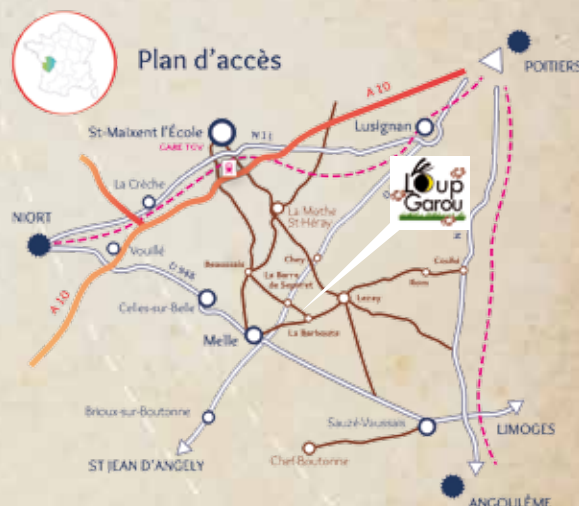 Plan d'accès
POITIERS
A 10
St-Maixent l'École
GARE TGV
N 11
Lusignan
L'Oup
Garou
La Crèche
La Mothe
St Héray
NIORT
Vouillé
Chey
Couhé
Beaussais
La Barre
de Sepvret
Rom
D 948
Lezay
A 10
Celles-sur-Belle
La Barboute
Melle
Brioux-sur-Boutonne
Sauzé-Vaussais
LIMOGES
ST JEAN D'ANGELY
Chef-Boutonne
ANGOULÊME